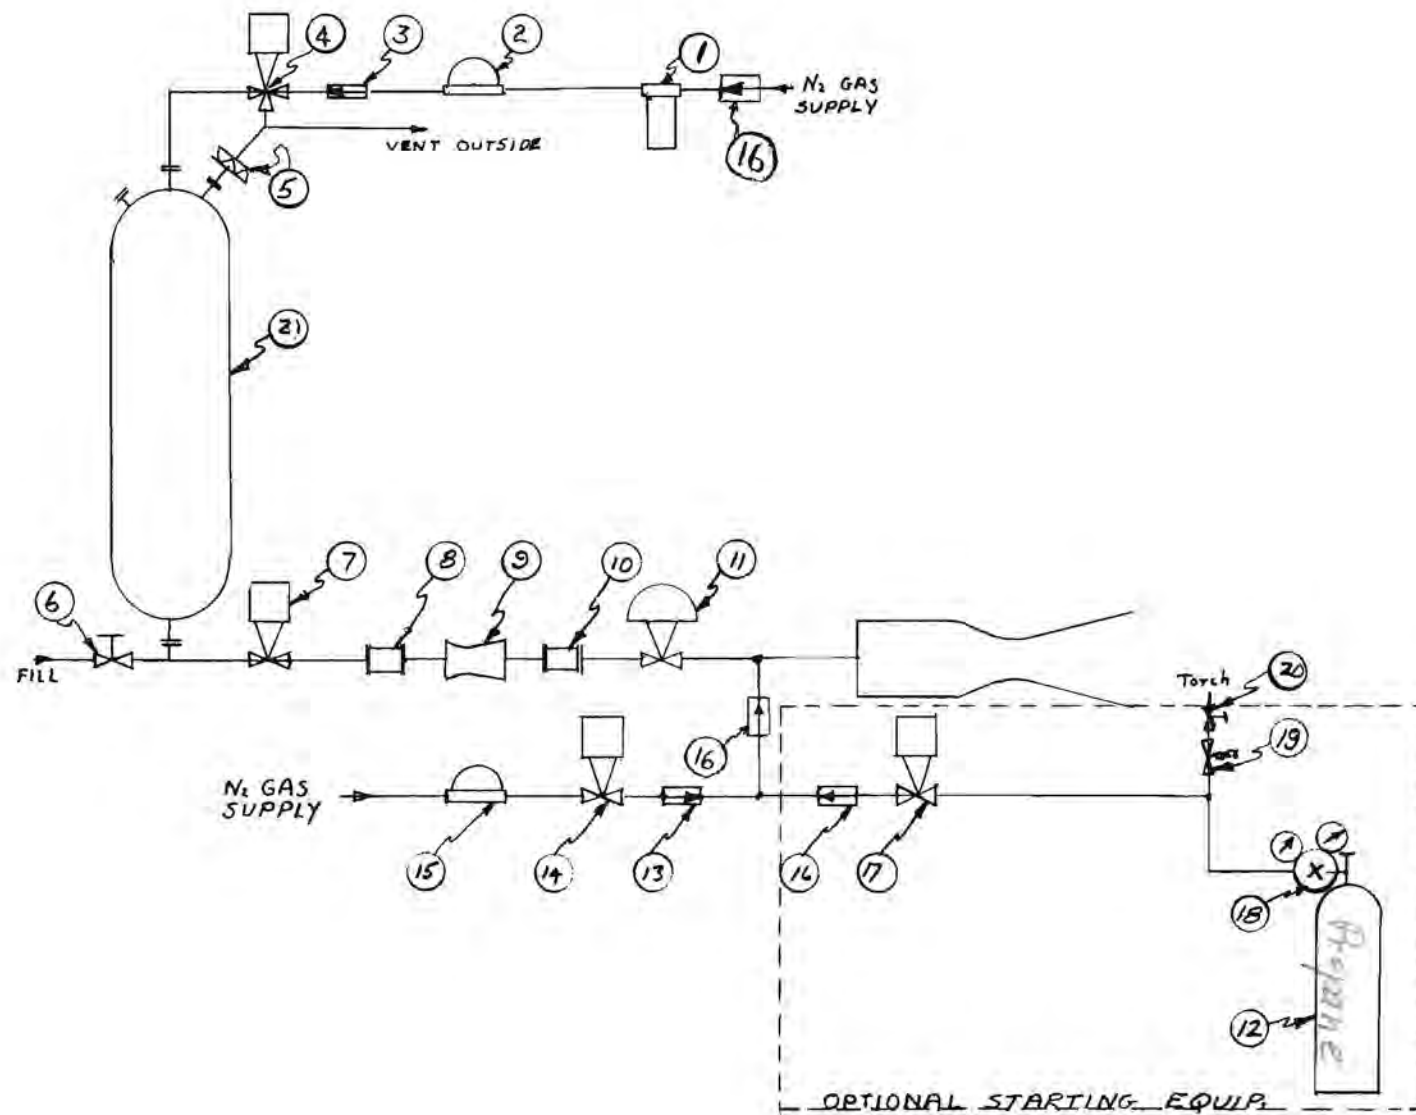 4
3
2
1
N₂ GAS
SUPPLY
VENT OUTSIDE
16
5
21
6
7
8
9
10
11
FILL
Torch
20
19
N₂ GAS
SUPPLY
16
15
14
13
16
17
X
18
Propane
12
OPTIONAL STARTING EQUIP.